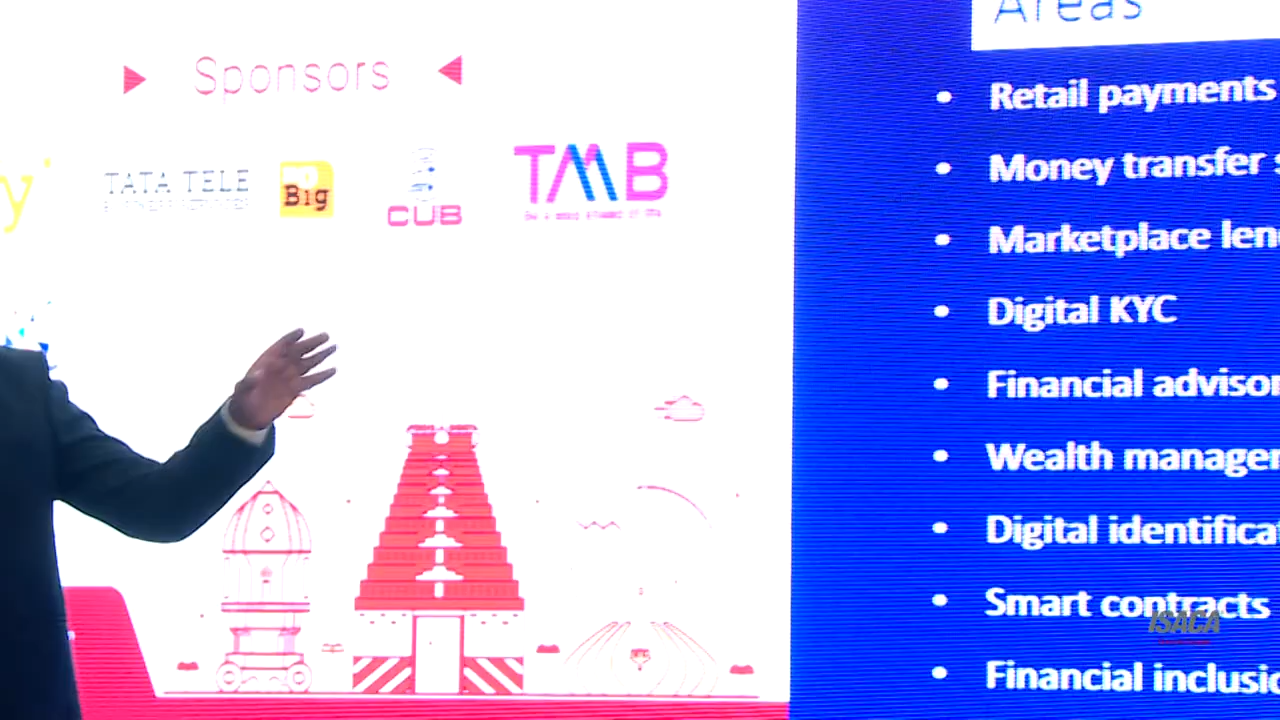 Sponsors
y
TATA TELE
DO Big
CUB
TMB
Areas
• Retail payments
• Money transfer
• Marketplace len
• Digital KYC
• Financial advisor
• Wealth manage
• Digital identifica
• Smart contracts
• Financial inclusi
ISACA